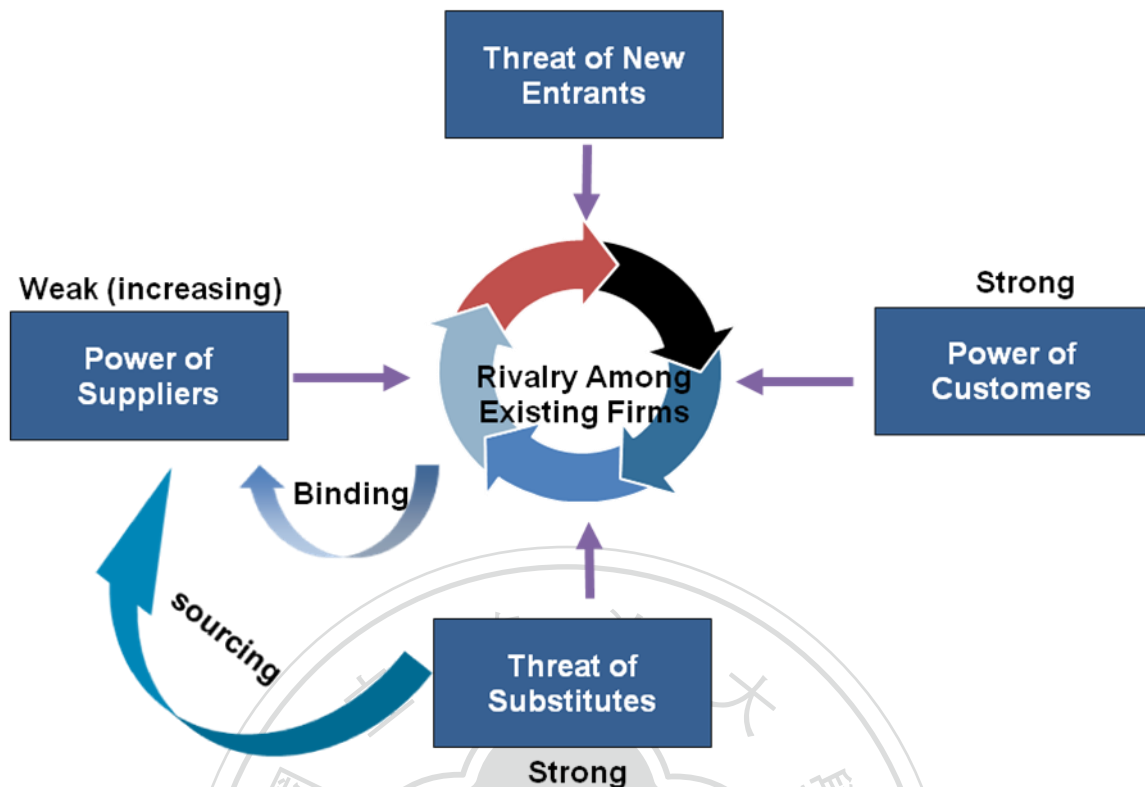 Threat of New
Entrants
Weak (increasing)
Strong
Power of
Suppliers
Rivalry Among
Existing Firms
Power of
Customers
Binding
sourcing
Threat of
Substitutes
大
Strong